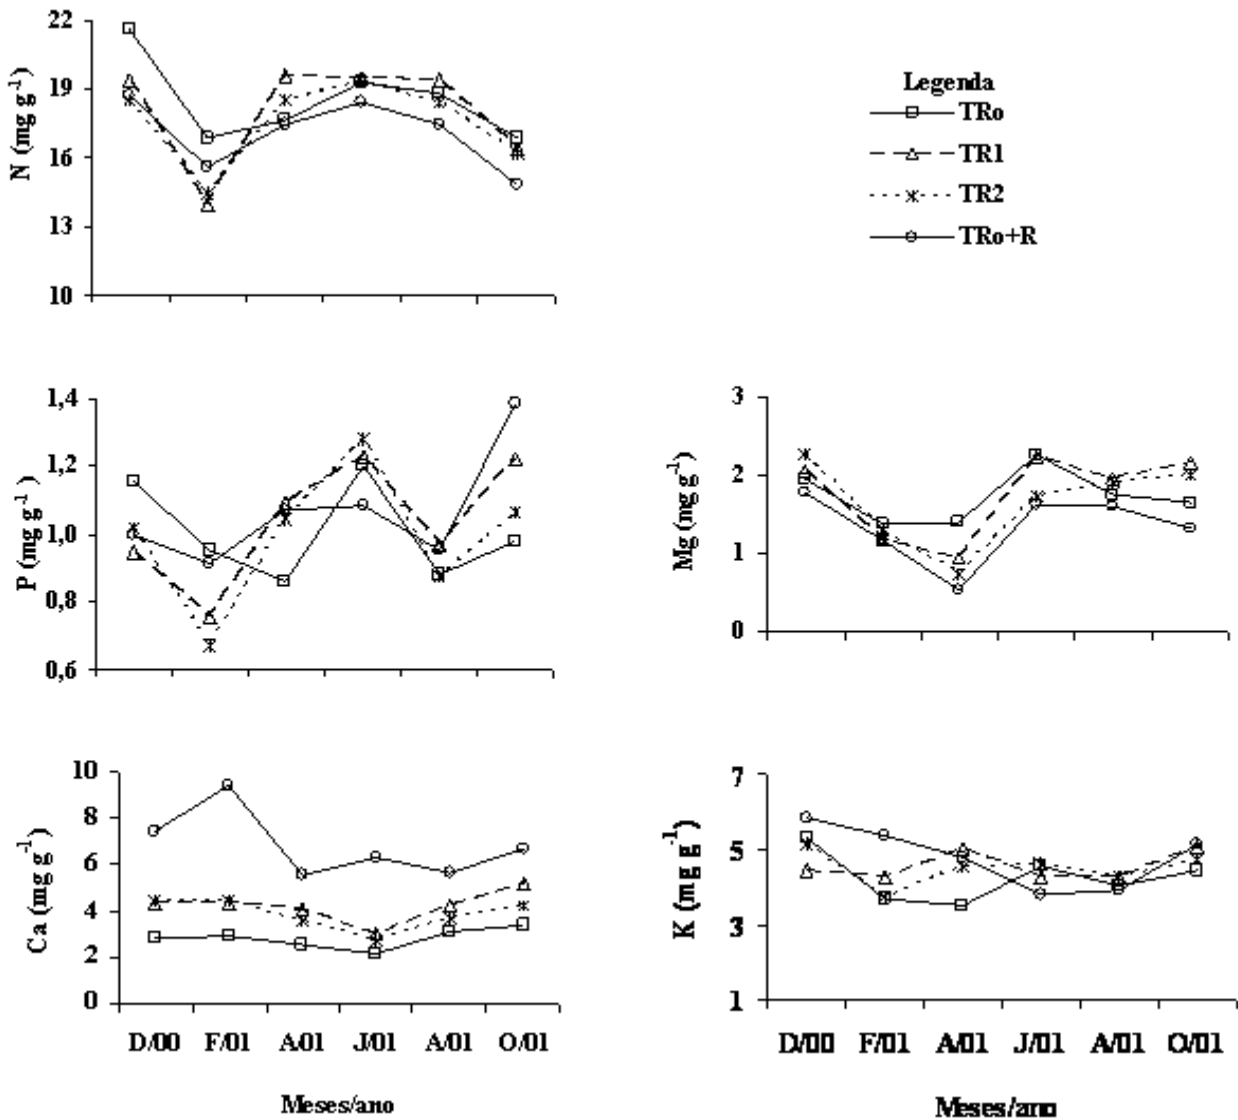 N (mg g-1)
22
19
16
13
10
Legenda
TRo
TR1
TR2
TRo+R
P (mg g-1)
1,4
1,2
1,0
0,8
0,6
Mg (mg g-1)
3
2
1
0
Ca (mg g-1)
10
8
6
4
2
0
D/00 F/01 A/01 J/01 A/01 O/01
Meses/ano
K (mg g-1)
7
5
3
1
D/00 F/01 A/01 J/01 A/01 O/01
Meses/ano